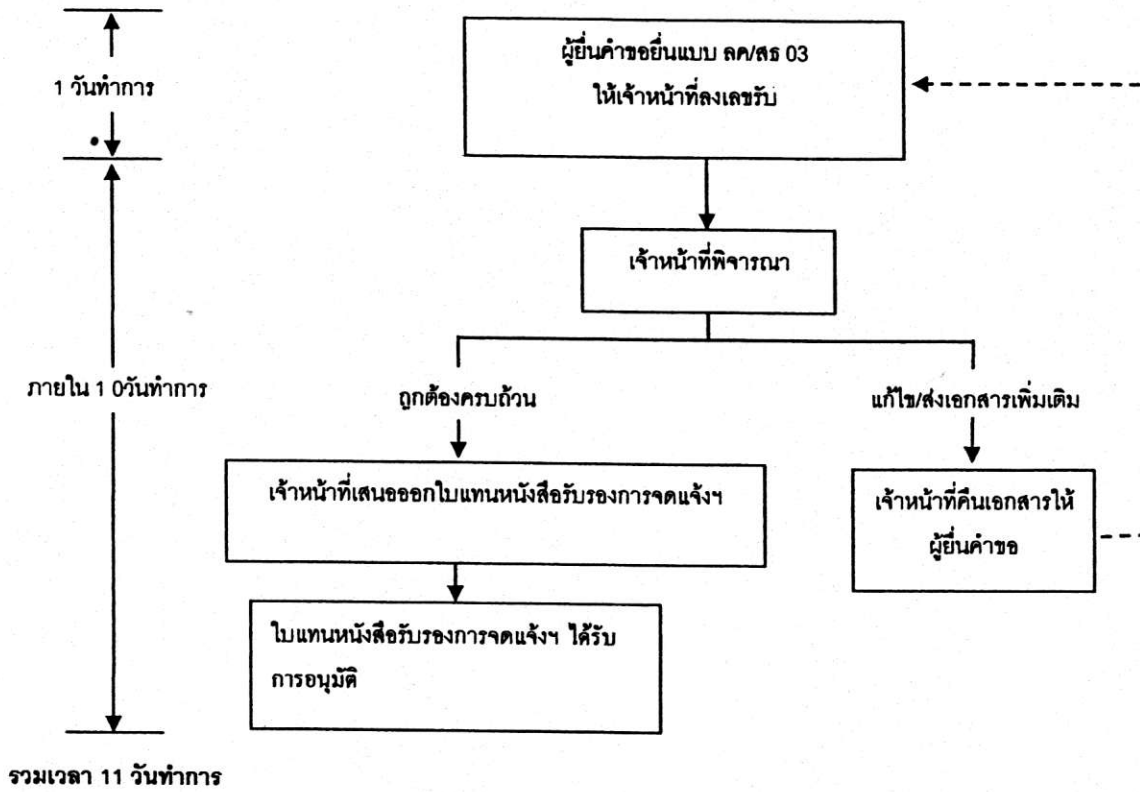 ผู้ยื่นคำขอยื่นแบบ ลค/สธ 03
ให้เจ้าหน้าที่ลงเลขรับ
1 วันทำการ
เจ้าหน้าที่พิจารณา
ภายใน 1 0วันทำการ
ถูกต้องครบถ้วน
แก้ไข/ส่งเอกสารเพิ่มเติม
เจ้าหน้าที่เสนอออกใบแทนหนังสือรับรองการจดแจ้งฯ
เจ้าหน้าที่คืนเอกสารให้
ผู้ยื่นคำขอ
ใบแทนหนังสือรับรองการจดแจ้งฯ ได้รับ
การอนุมัติ
รวมเวลา 11 วันทำการ